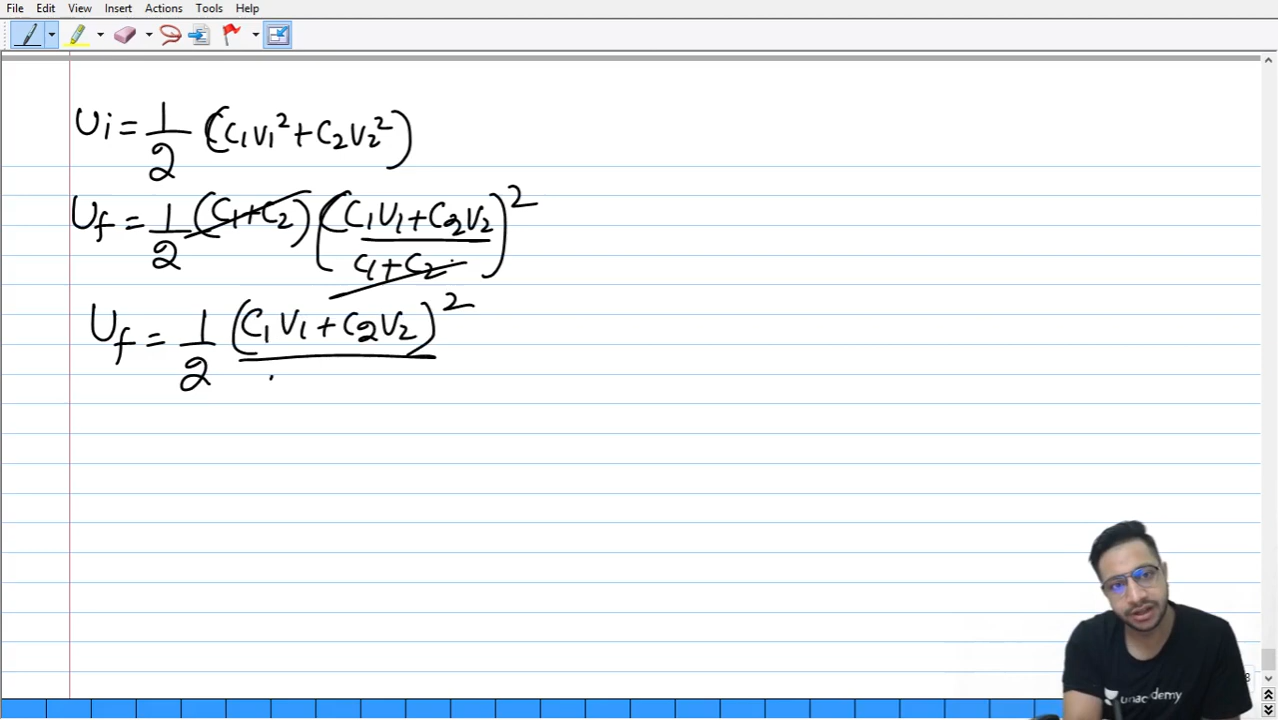 File Edit View Insert Actions Tools Help
Ui = 1/2 (C₁V₁² + C₂V₂²)
Uf = 1/2 (C₁+C₂) (C₁V₁+C₂V₂ / C₁+C₂)²
Uf = 1/2 (C₁V₁+C₂V₂)²
unacademy